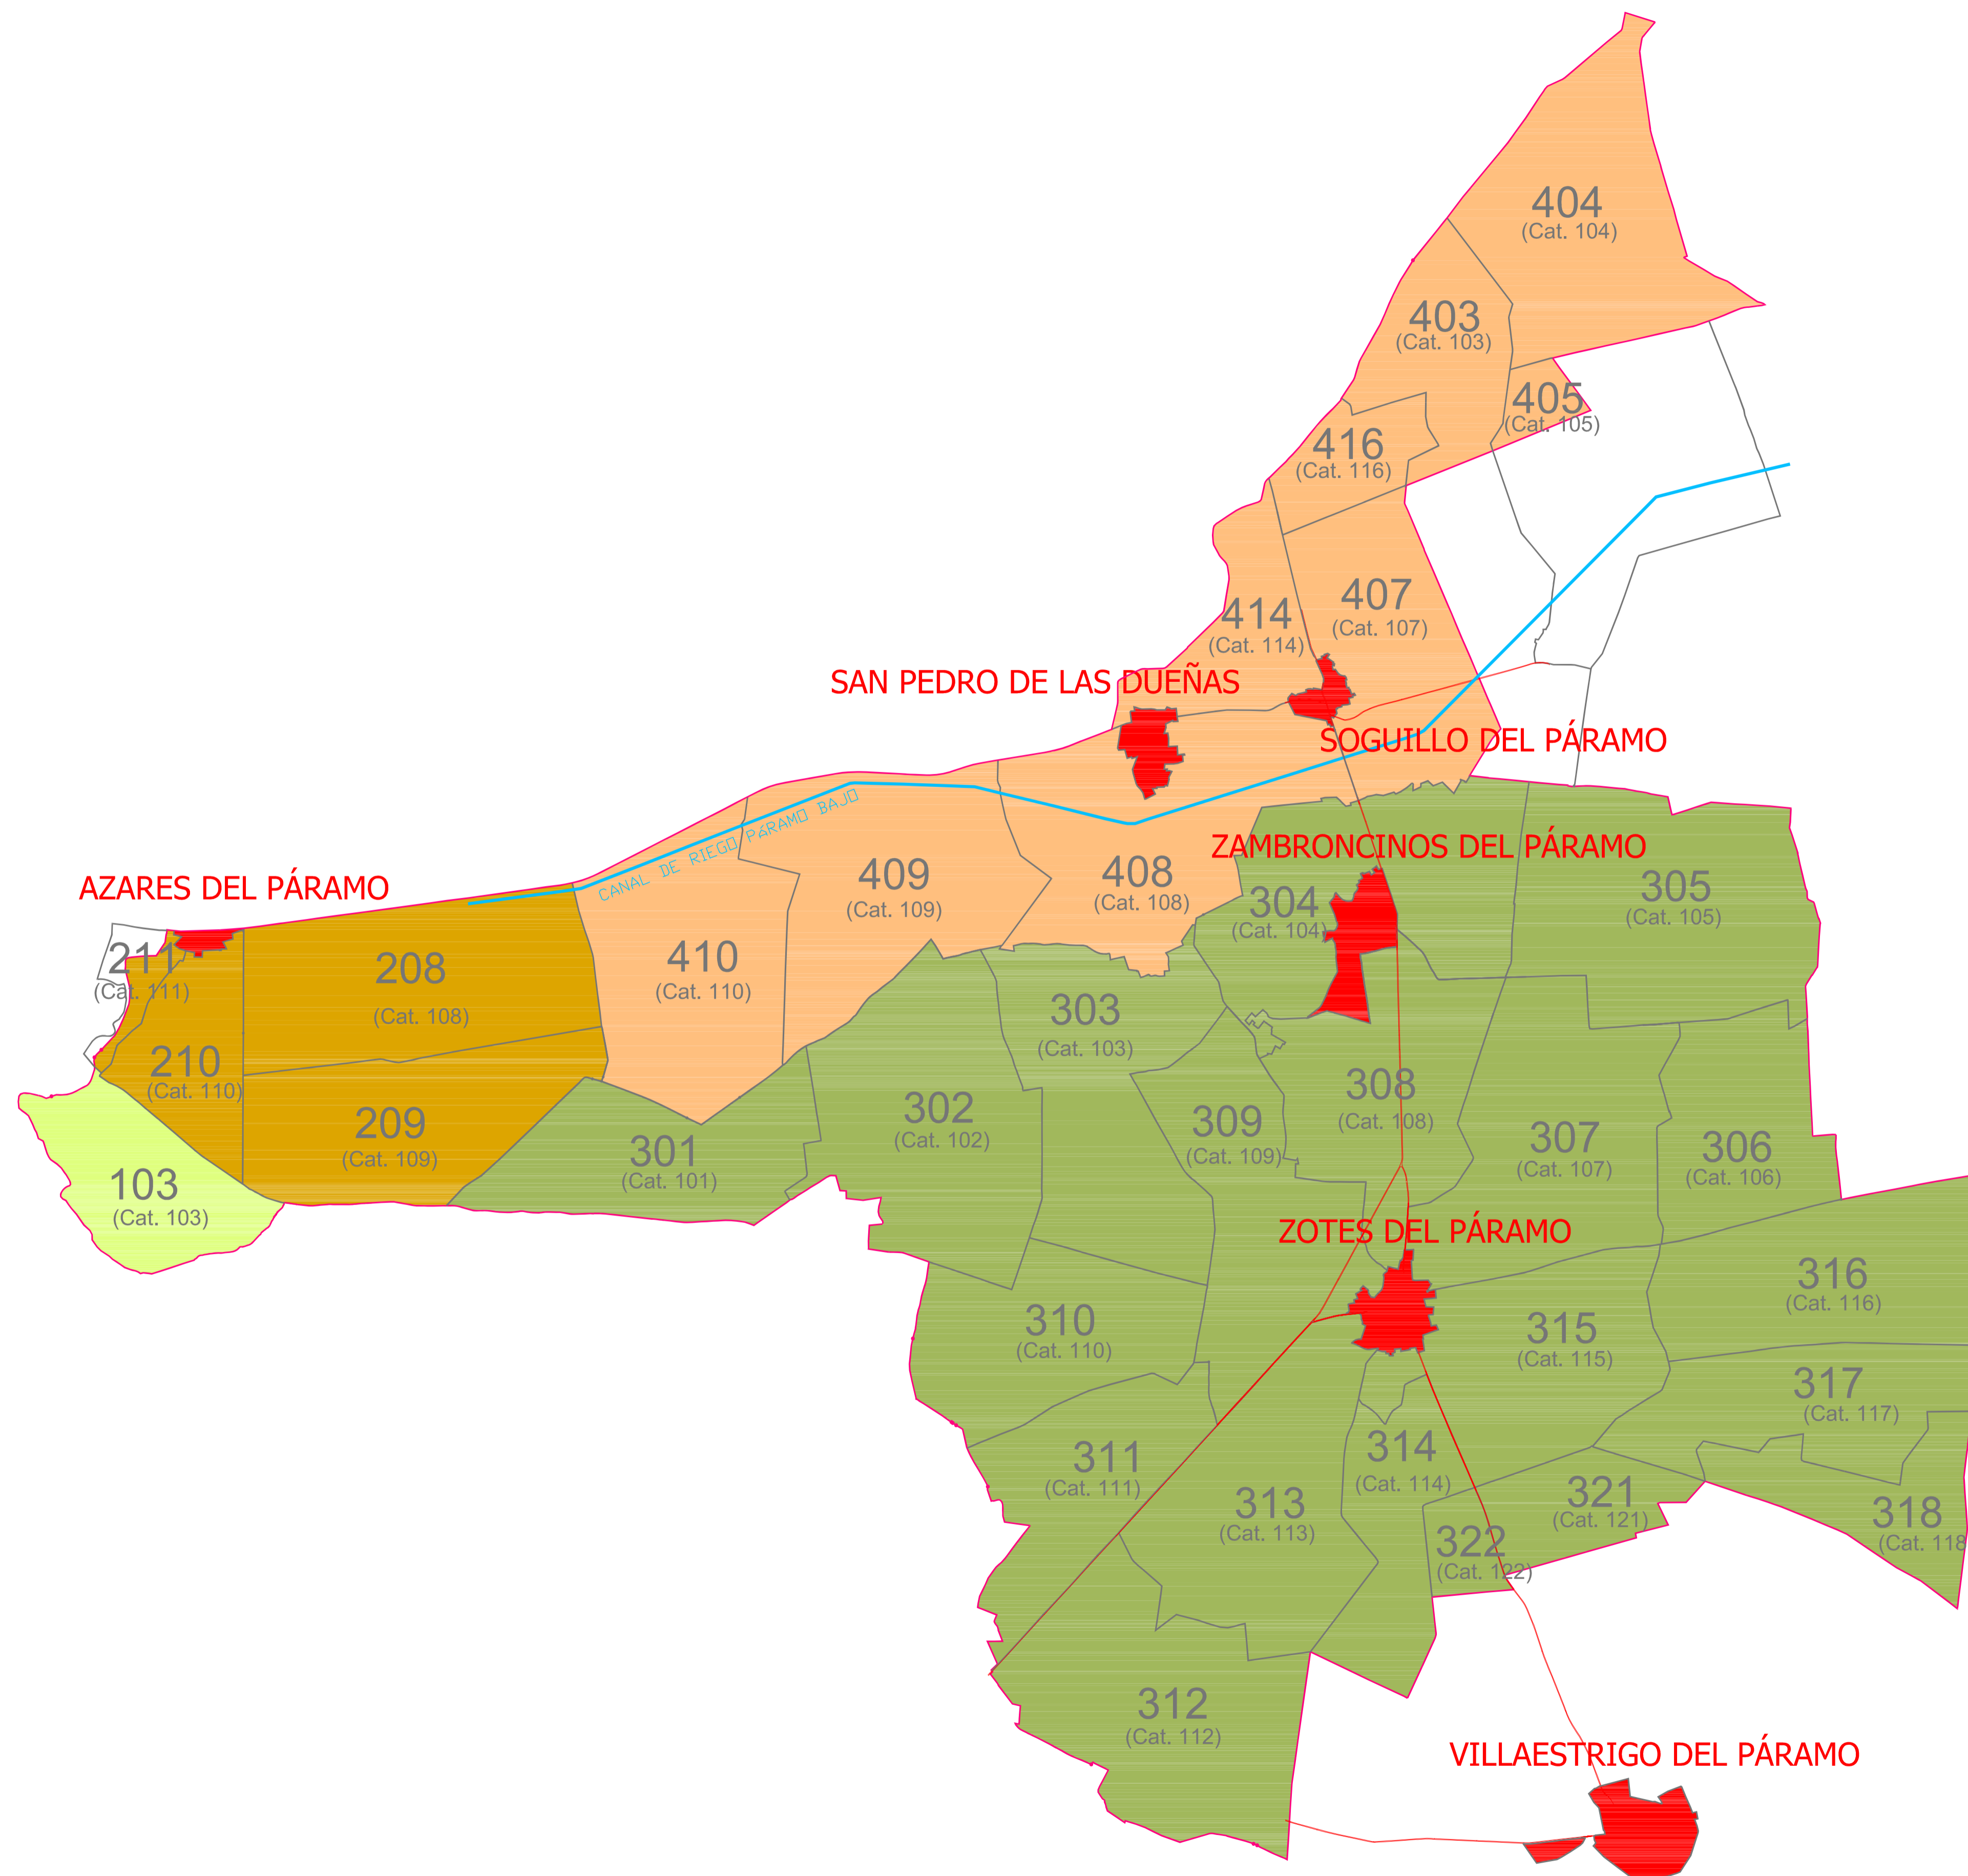 404
(Cat. 104)
403
(Cat. 103)
405
(Cat. 105)
416
(Cat. 116)
407
(Cat. 107)
414
(Cat. 114)
SAN PEDRO DE LAS DUEÑAS
SOGUILLO DEL PÁRAMO
CANAL DE RIEGO PáRAMO BAJO
ZAMBRONCINOS DEL PÁRAMO
AZARES DEL PÁRAMO
409
(Cat. 109)
408
(Cat. 108)
304
(Cat. 104)
305
(Cat. 105)
211
(Cat. 111)
208
(Cat. 108)
410
(Cat. 110)
303
(Cat. 103)
210
(Cat. 110)
209
(Cat. 109)
302
(Cat. 102)
309
(Cat. 109)
308
(Cat. 108)
307
(Cat. 107)
306
(Cat. 106)
103
(Cat. 103)
301
(Cat. 101)
ZOTES DEL PÁRAMO
310
(Cat. 110)
315
(Cat. 115)
316
(Cat. 116)
317
(Cat. 117)
311
(Cat. 111)
313
(Cat. 113)
314
(Cat. 114)
321
(Cat. 121)
322
(Cat. 122)
318
(Cat. 118
312
(Cat. 112)
VILLAESTRIGO DEL PÁRAMO